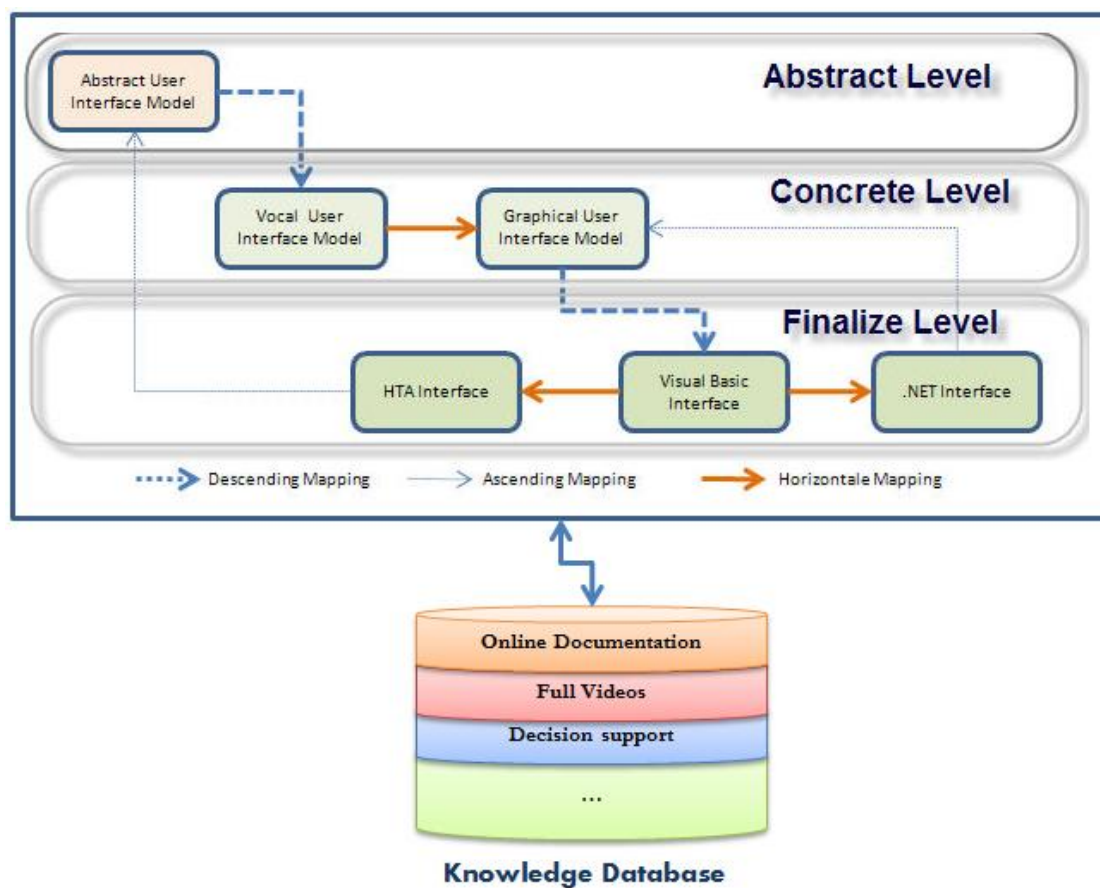 Abstract User
Interface Model
Abstract Level
Vocal User
Interface Model
Graphical User
Interface Model
Concrete Level
Finalize Level
HTA Interface
Visual Basic
Interface
.NET Interface
Descending Mapping
Ascending Mapping
Horizontale Mapping
Online Documentation
Full Videos
Decision support
...
Knowledge Database